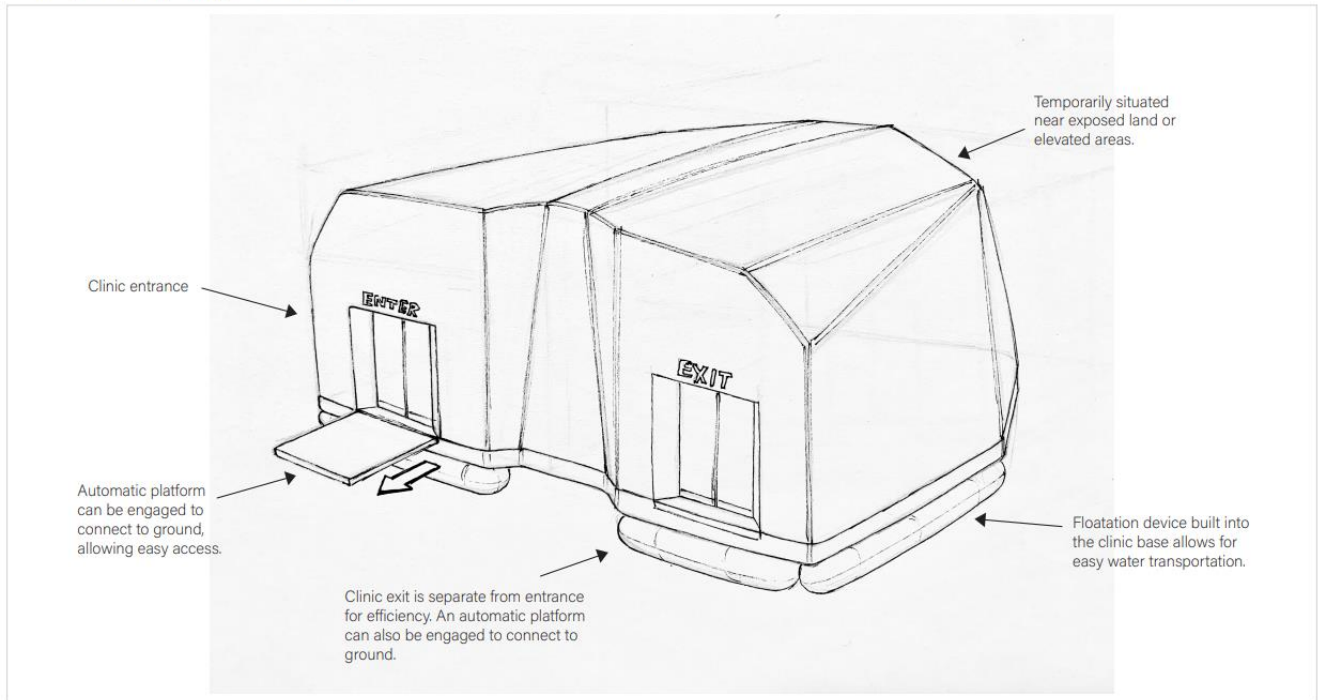 Temporarily situated
near exposed land or
elevated areas.
Clinic entrance
ENTER
EXIT
Automatic platform
can be engaged to
connect to ground,
allowing easy access.
Floatation device built into
the clinic base allows for
easy water transportation.
Clinic exit is separate from entrance
for efficiency. An automatic platform
can also be engaged to connect to
ground.